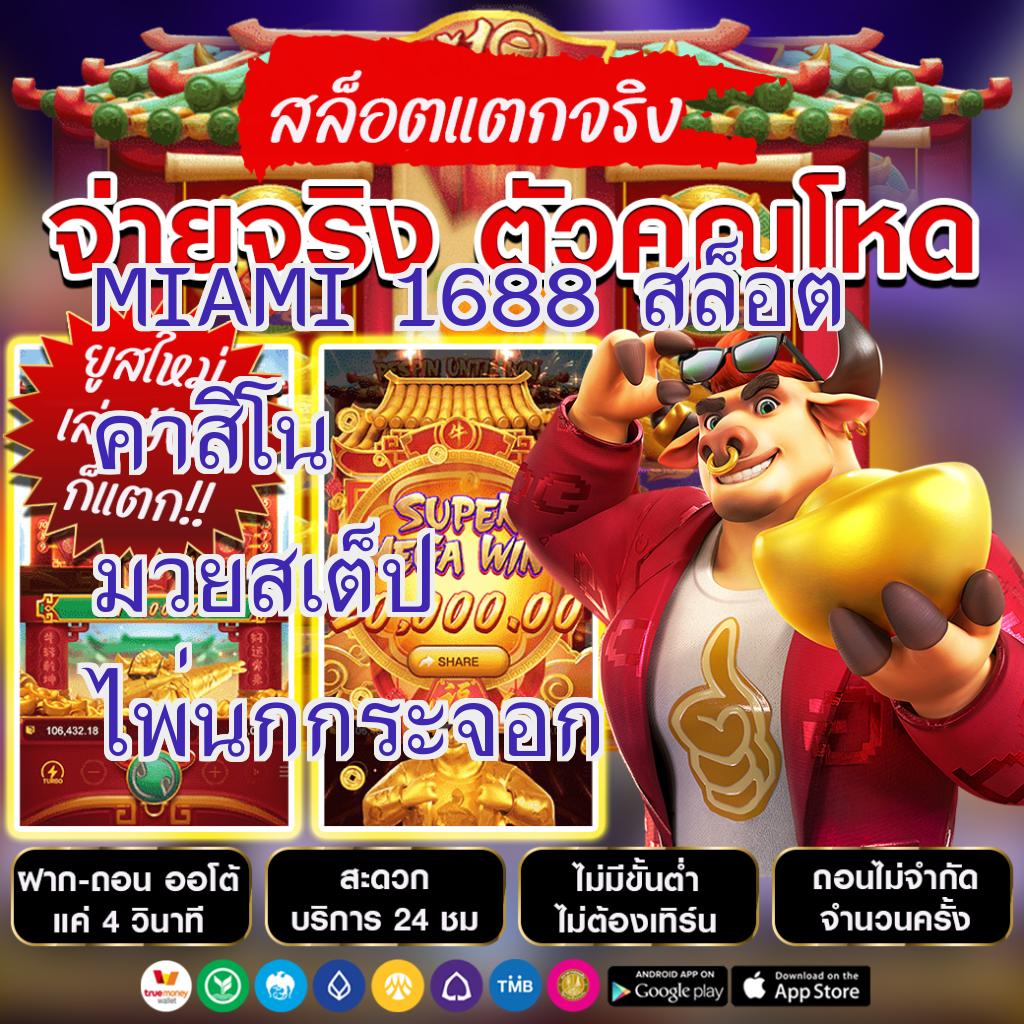 สล็อตแตกจริง
จ่ายจริง ตัวคูณโหด
MIAMI 1688 สล็อต
ยูสใหม่
คาสิโน
ก็แตก!!
SUPER
MEGA WIN
มวยสเต็ป
SHARE
ไพ่นกกระจอก
106,432.18
TURBO
ฝาก-ถอน ออโต้
แค่ 4 วินาที
สะดวก
บริการ 24 ชม
ไม่มีขั้นต่ำ
ไม่ต้องเทิร์น
ถอนไม่จำกัด
จำนวนครั้ง
truemoney
wallet
TMB
ANDROID APP ON
Google play
Download on the
App Store